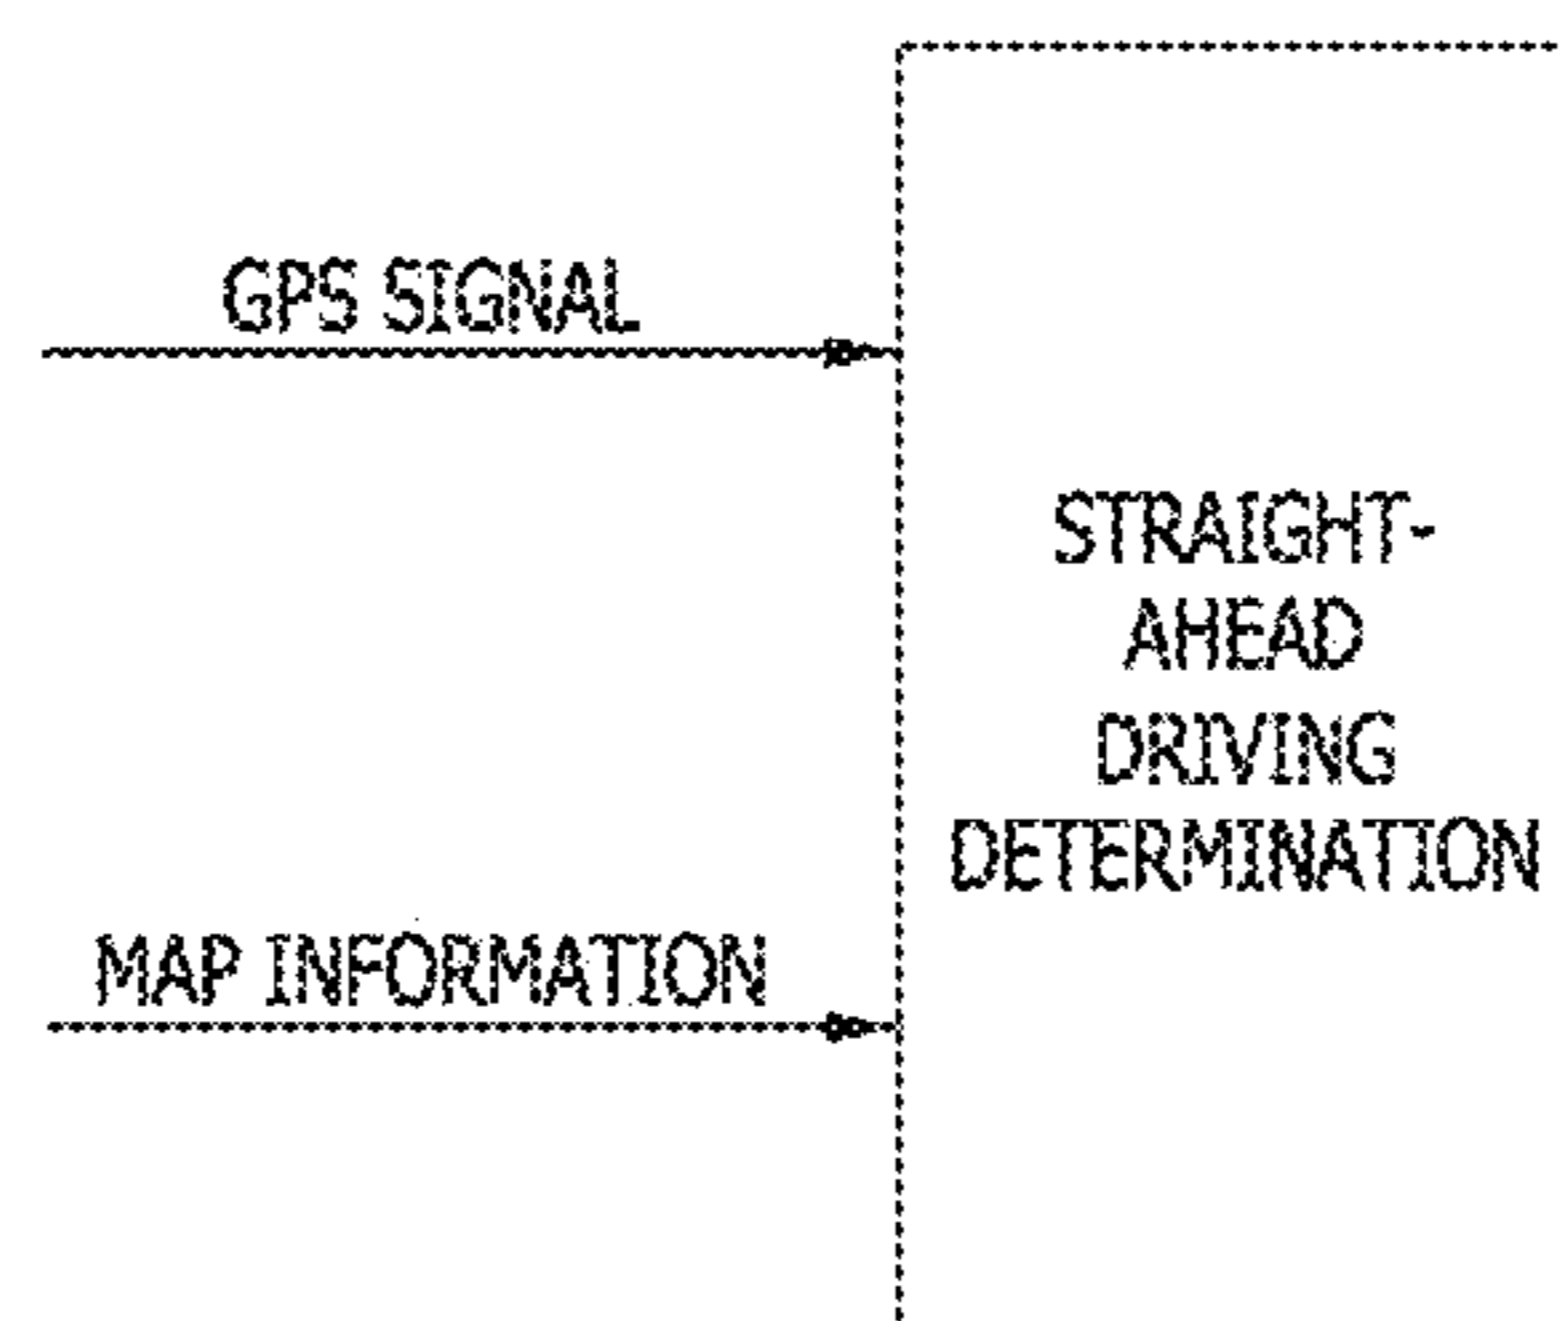 GPS SIGNAL
STRAIGHT-
AHEAD
DRIVING
DETERMINATION
MAP INFORMATION